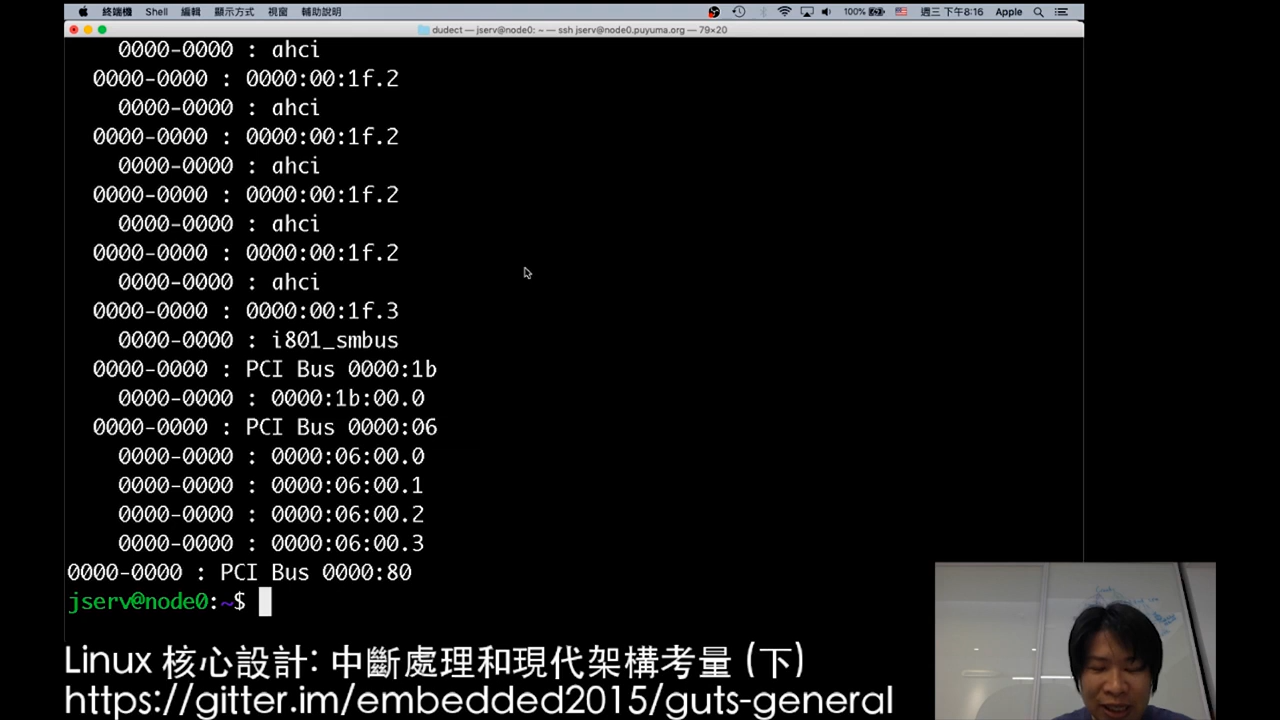 終端機 Shell 編輯 顯示方式 視窗 輔助說明 100% 週三 下午8:16 Apple
dudect — jserv@node0: ~ — ssh jserv@node0.puyuma.org — 79×20
0000-0000 : ahci
0000-0000 : 0000:00:1f.2
0000-0000 : ahci
0000-0000 : 0000:00:1f.2
0000-0000 : ahci
0000-0000 : 0000:00:1f.2
0000-0000 : ahci
0000-0000 : 0000:00:1f.2
0000-0000 : ahci
0000-0000 : 0000:00:1f.3
0000-0000 : i801_smbus
0000-0000 : PCI Bus 0000:1b
0000-0000 : 0000:1b:00.0
0000-0000 : PCI Bus 0000:06
0000-0000 : 0000:06:00.0
0000-0000 : 0000:06:00.1
0000-0000 : 0000:06:00.2
0000-0000 : 0000:06:00.3
0000-0000 : PCI Bus 0000:80
jserv@node0:~$
Linux 核心設計: 中斷處理和現代架構考量 (下)
https://gitter.im/embedded2015/guts-general